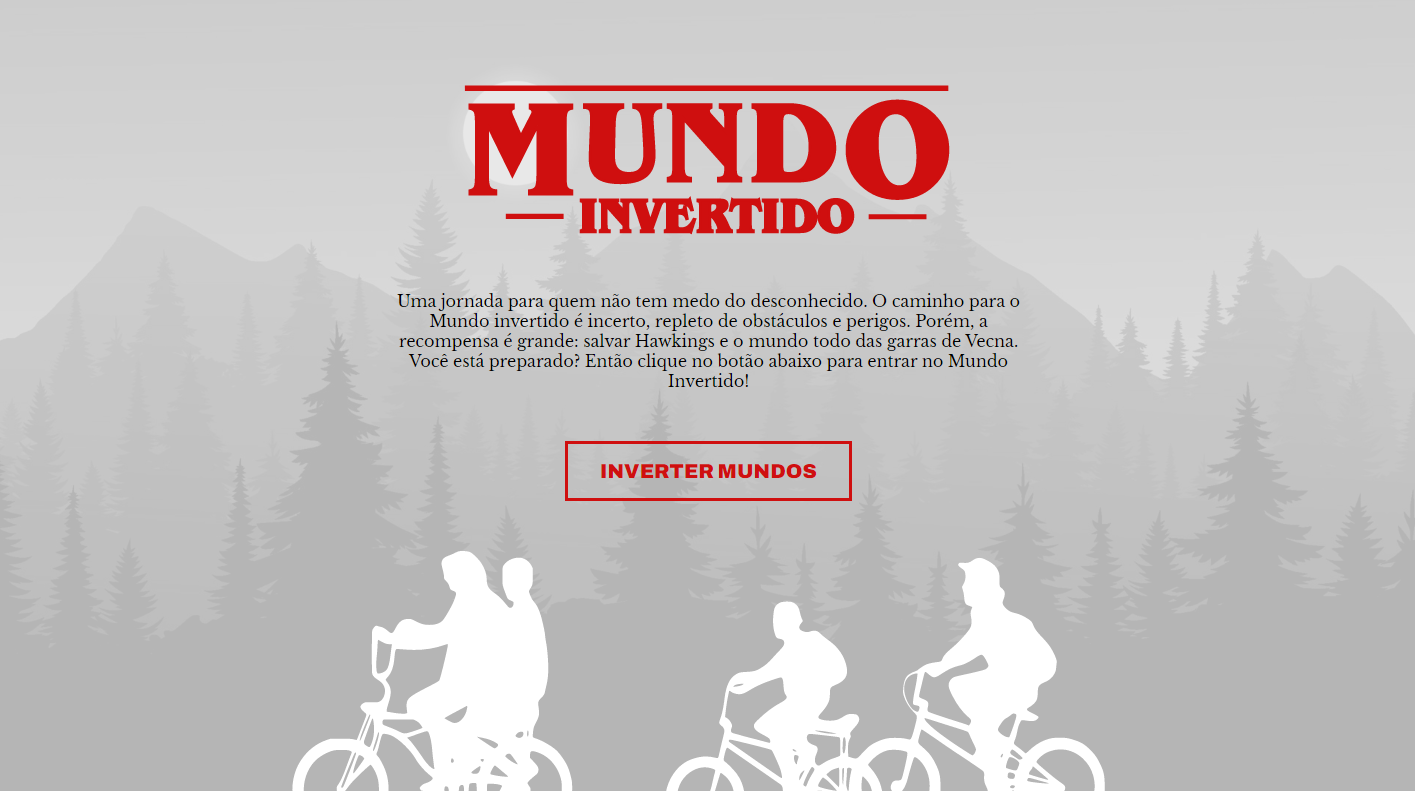 MUNDO
INVERTIDO
Uma jornada para quem não tem medo do desconhecido. O caminho para o
Mundo invertido é incerto, repleto de obstáculos e perigos. Porém, a
recompensa é grande: salvar Hawkings e o mundo todo das garras de Vecna.
Você está preparado? Então clique no botão abaixo para entrar no Mundo
Invertido!
INVERTER MUNDOS